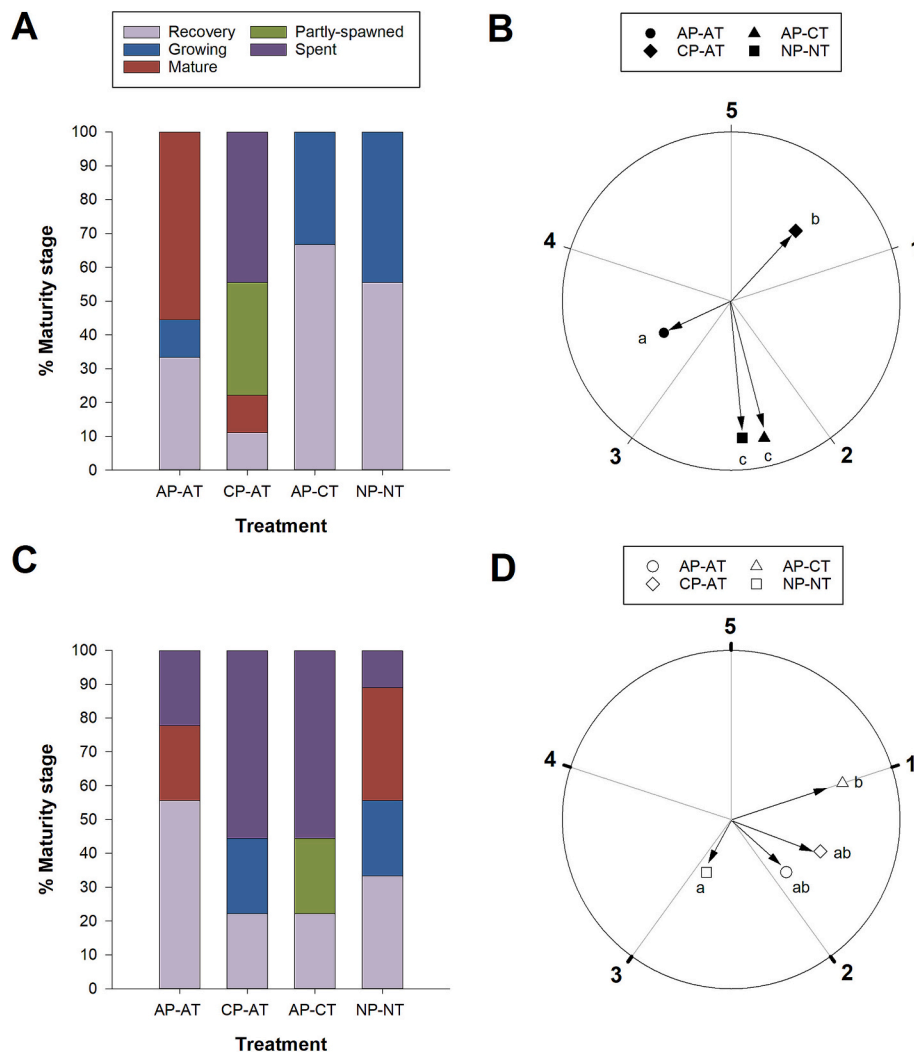 A
Recovery Partly-spawned
Growing Spent
Mature
100
90
80
70
60
50
40
30
20
10
0
% Maturity stage
AP-AT CP-AT AP-CT NP-NT
Treatment
B
AP-AT AP-CT
CP-AT NP-NT
5
b
4
1
a
3
c c
2
C
100
90
80
70
60
50
40
30
20
10
0
% Maturity stage
AP-AT CP-AT AP-CT NP-NT
Treatment
D
AP-AT AP-CT
CP-AT NP-NT
5
4
1
b
ab
a
ab
3
2